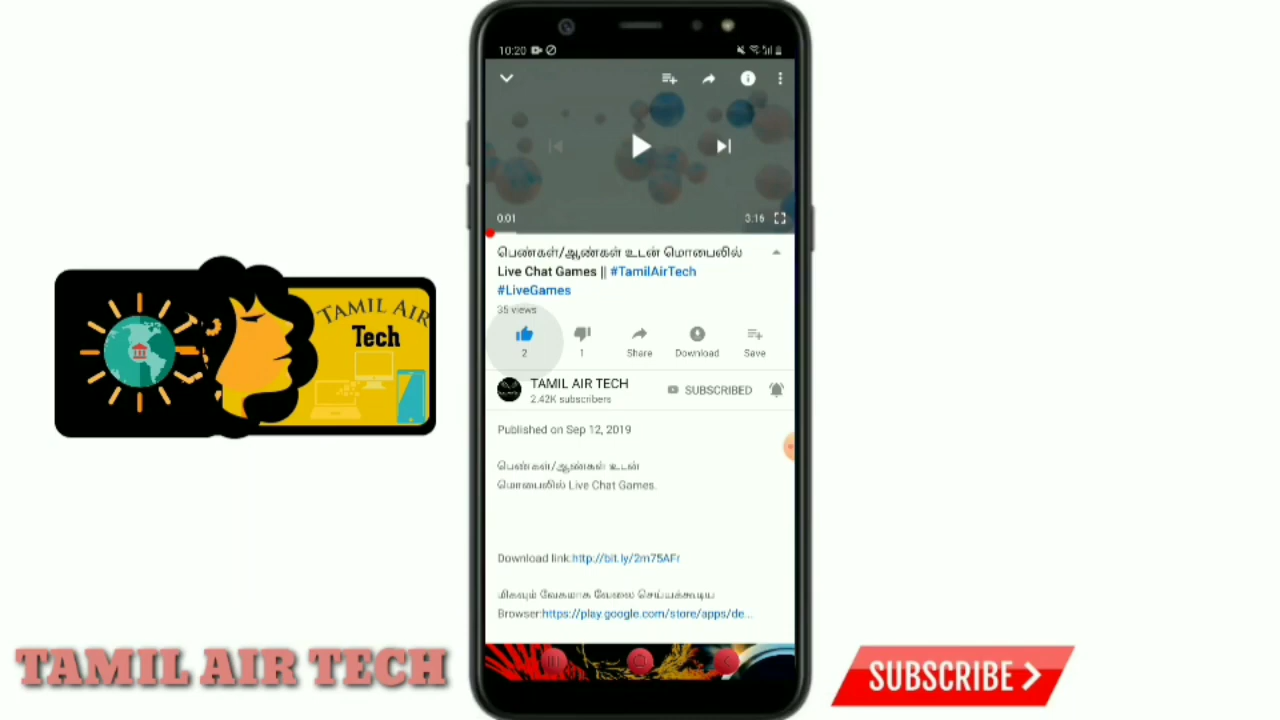 10:20
0:01
3:16
பெண்கள்/ஆண்கள் உடன் மொபைலில்
Live Chat Games || #TamilAirTech
#LiveGames
35 views
2
1
Share
Download
Save
TAMIL AIR TECH
SUBSCRIBED
2.42K subscribers
Published on Sep 12, 2019
பெண்கள்/ஆண்கள் உடன்
மொபைலில் Live Chat Games.
Download link:http://bit.ly/2m75AFr
மிகவும் வேகமாக வேலை செய்யக்கூடிய
Browser:https://play.google.com/store/apps/de...
TAMIL AIR
Tech
TAMIL AIR TECH
SUBSCRIBE